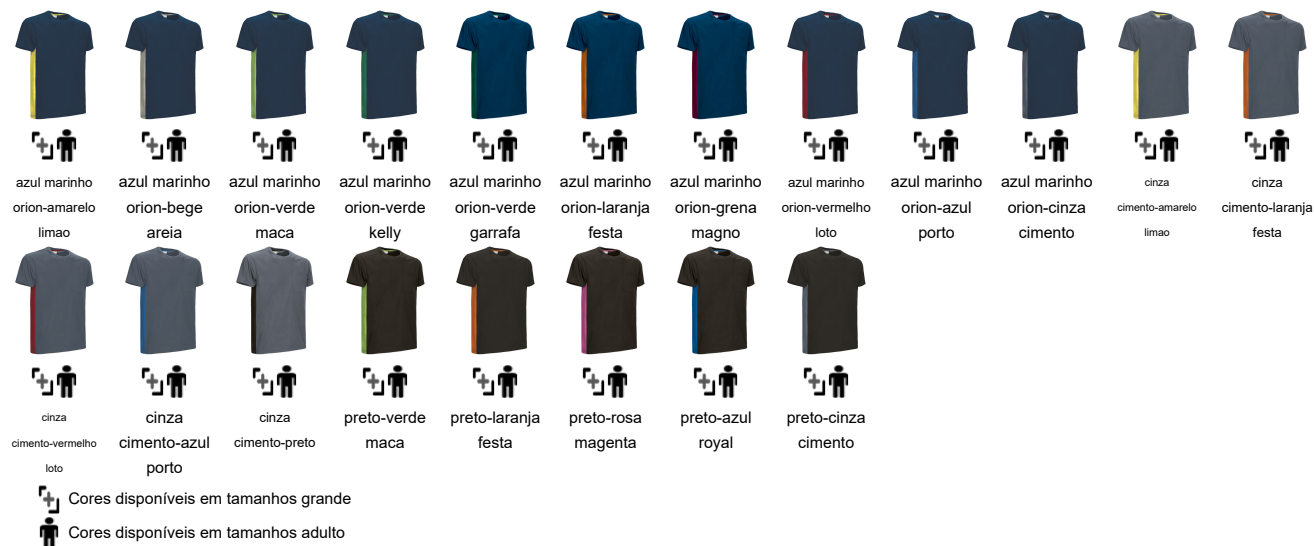 azul marinho
orion-amarelo
limao
azul marinho
orion-bege
areia
azul marinho
orion-verde
maca
azul marinho
orion-verde
kelly
azul marinho
orion-verde
garrafa
azul marinho
orion-laranja
festa
azul marinho
orion-grena
magno
azul marinho
orion-vermelho
loto
azul marinho
orion-azul
porto
azul marinho
orion-cinza
cimento
cinza
cimento-amarelo
limao
cinza
cimento-laranja
festa
cinza
cimento-vermelho
loto
cinza
cimento-azul
porto
cinza
cimento-preto
preto-verde
maca
preto-laranja
festa
preto-rosa
magenta
preto-azul
royal
preto-cinza
cimento
Cores disponíveis em tamanhos grande
Cores disponíveis em tamanhos adulto